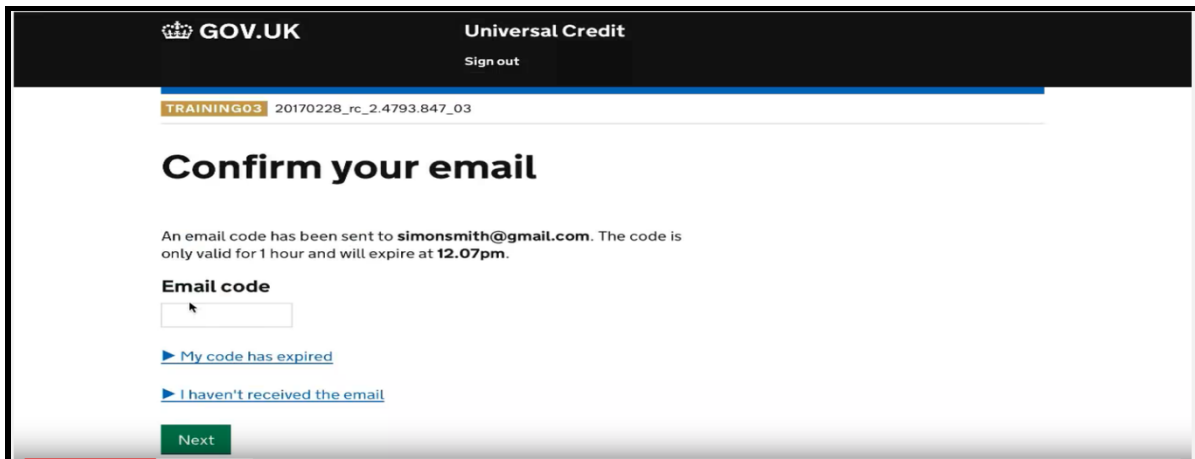 GOV.UK
Universal Credit
Sign out
TRAINING03 20170228_rc_2.4793.847_03
Confirm your email
An email code has been sent to simonsmith@gmail.com. The code is
only valid for 1 hour and will expire at 12.07pm.
Email code
My code has expired
I haven't received the email
Next